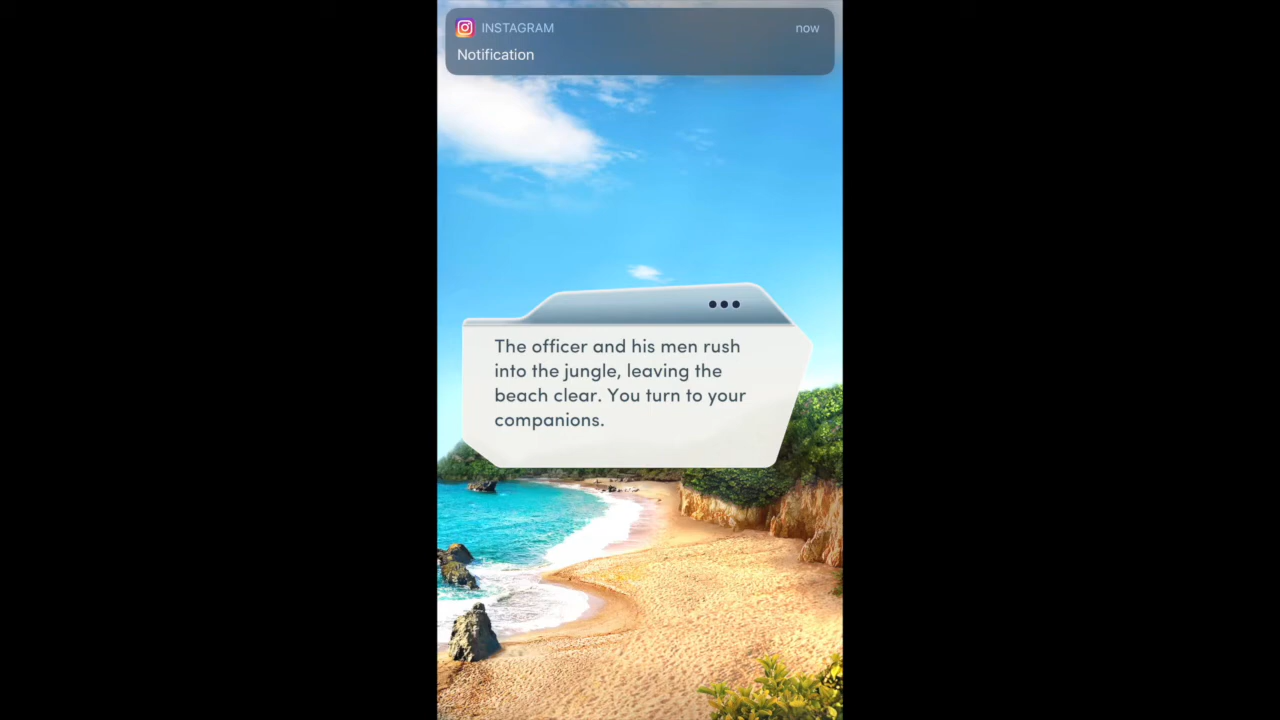 INSTAGRAM now
Notification
The officer and his men rush
into the jungle, leaving the
beach clear. You turn to your
companions.